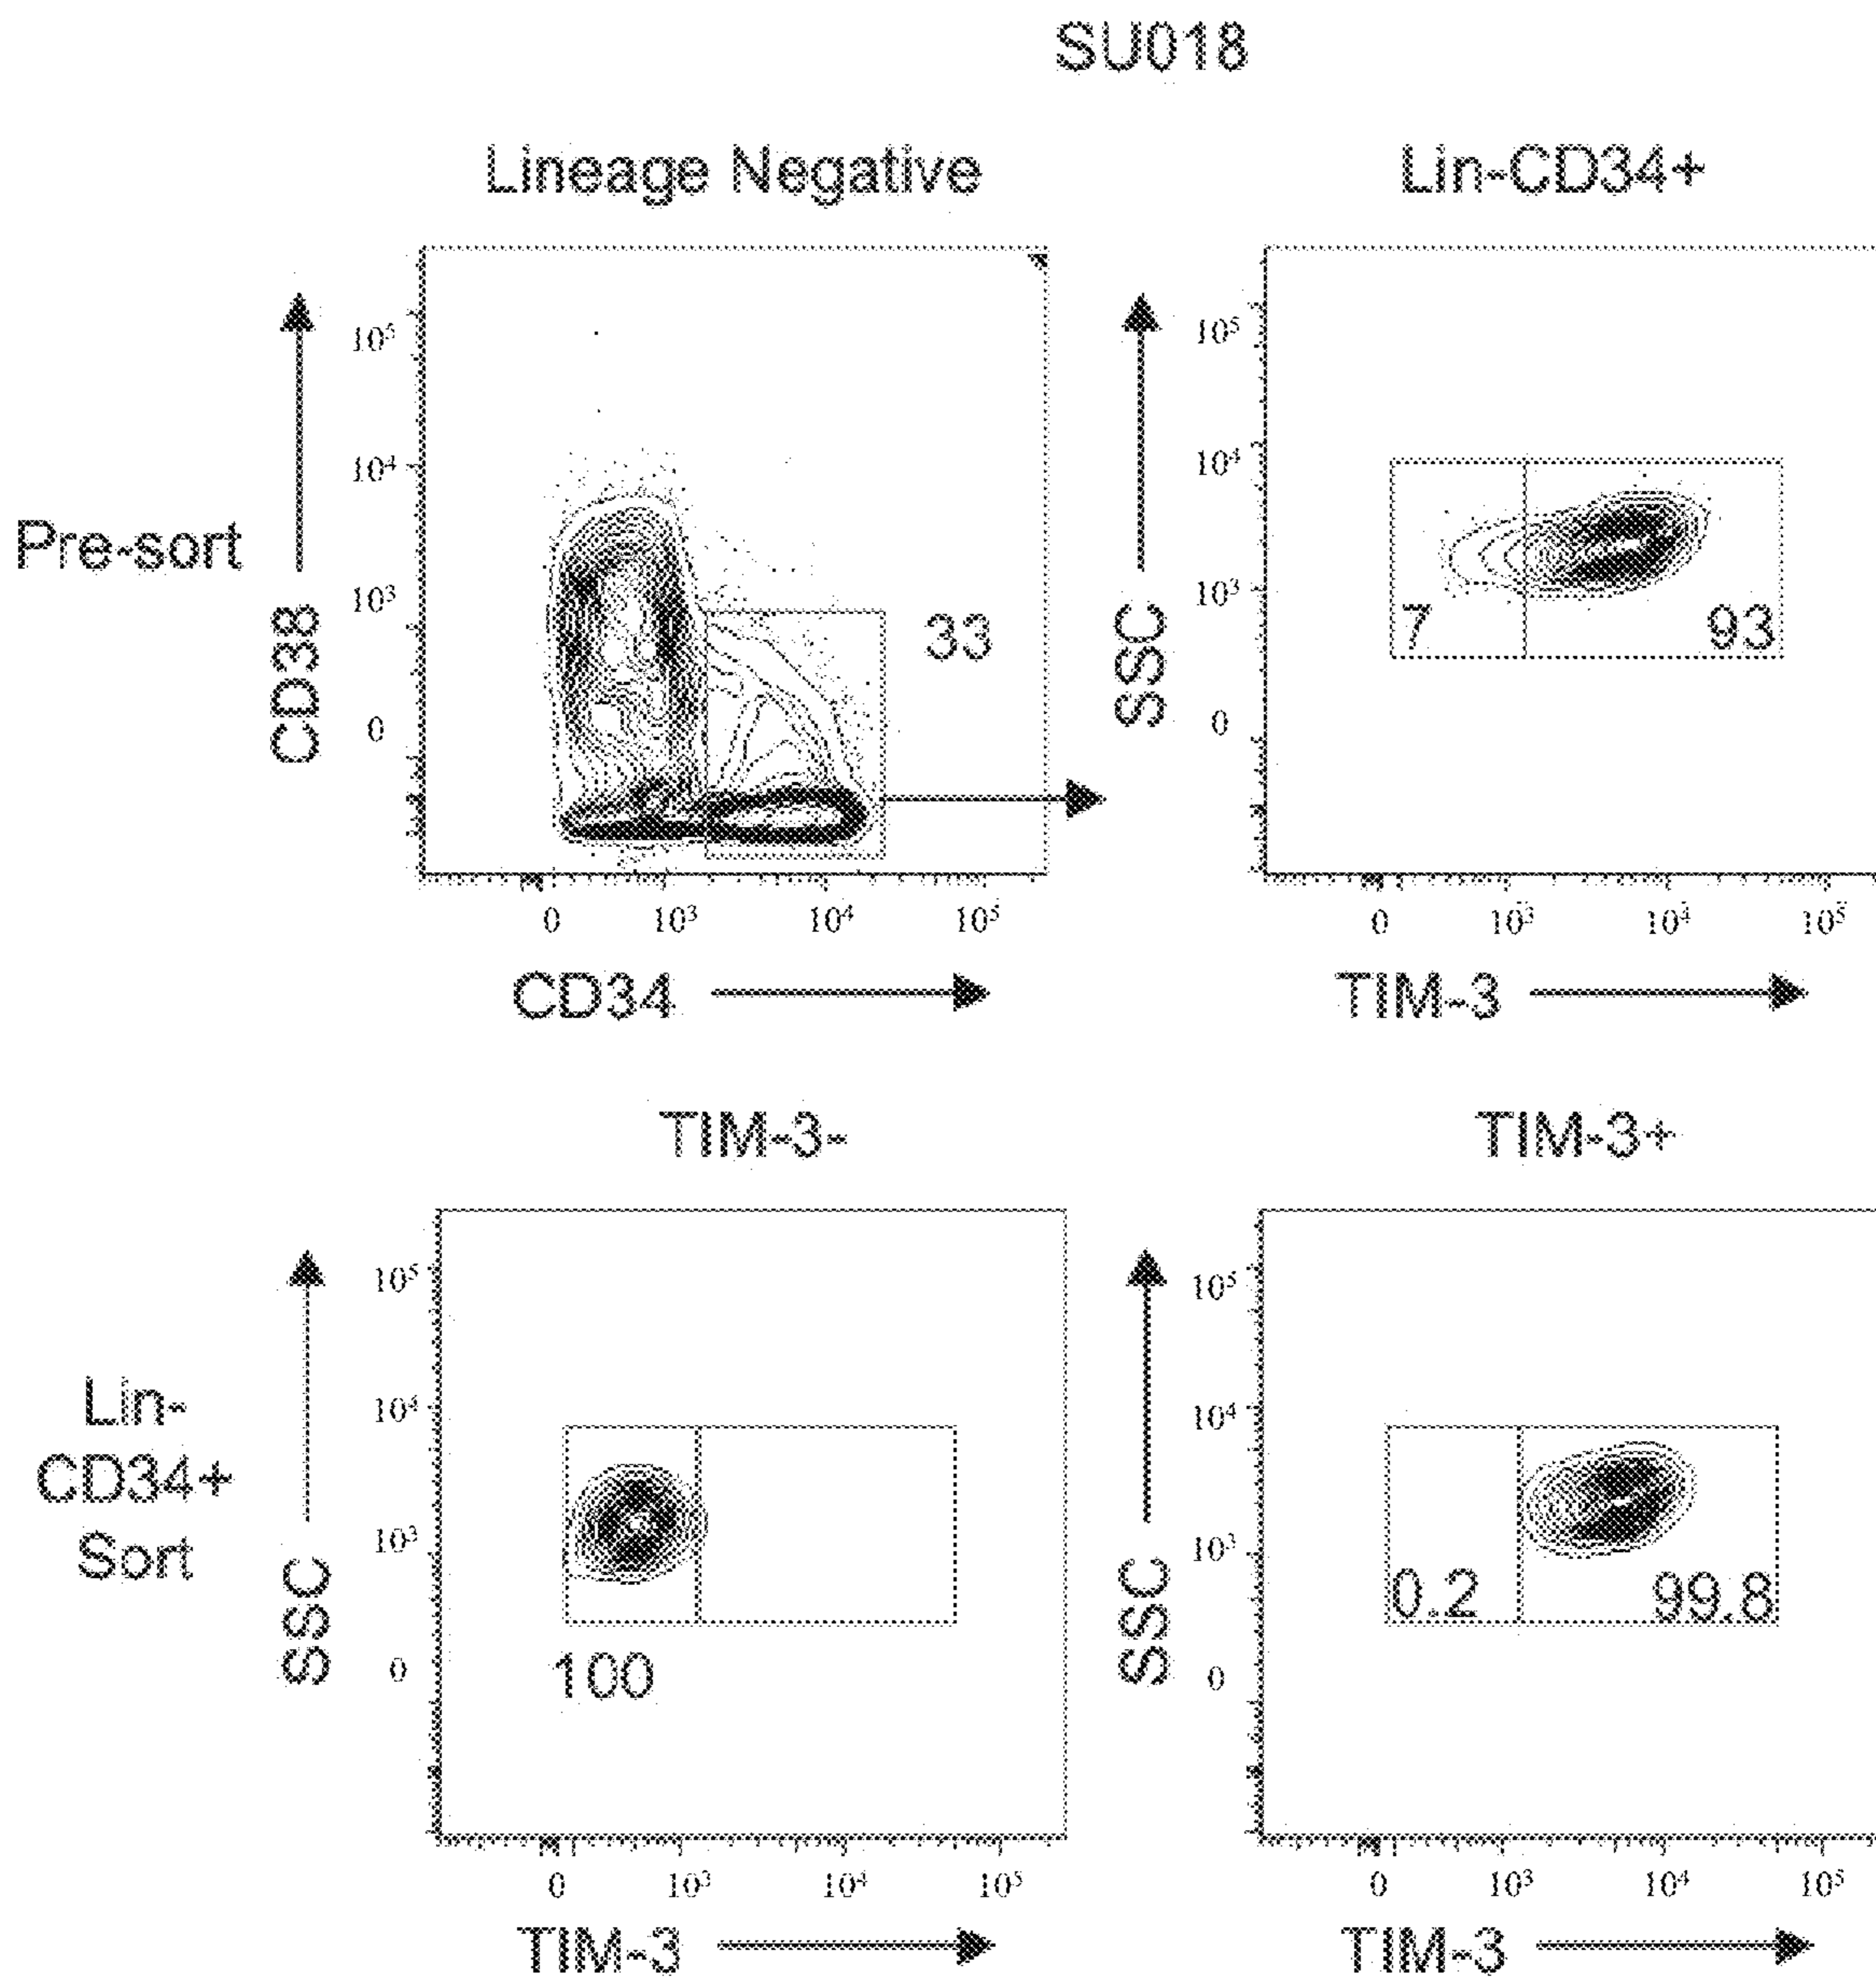 SU018
Lineage Negative
Lin-CD34+
Pre-sort
CD38
10⁵
10⁴
10³
0
33
0 10³ 10⁴ 10⁵
CD34
SSC
10⁵
10⁴
10³
0
7 93
0 10³ 10⁴ 10⁵
TIM-3
TIM-3-
TIM-3+
Lin-
CD34+
Sort
SSC
10⁵
10⁴
10³
0
100
0 10³ 10⁴ 10⁵
TIM-3
SSC
10⁵
10⁴
10³
0
0.2 99.8
0 10³ 10⁴ 10⁵
TIM-3